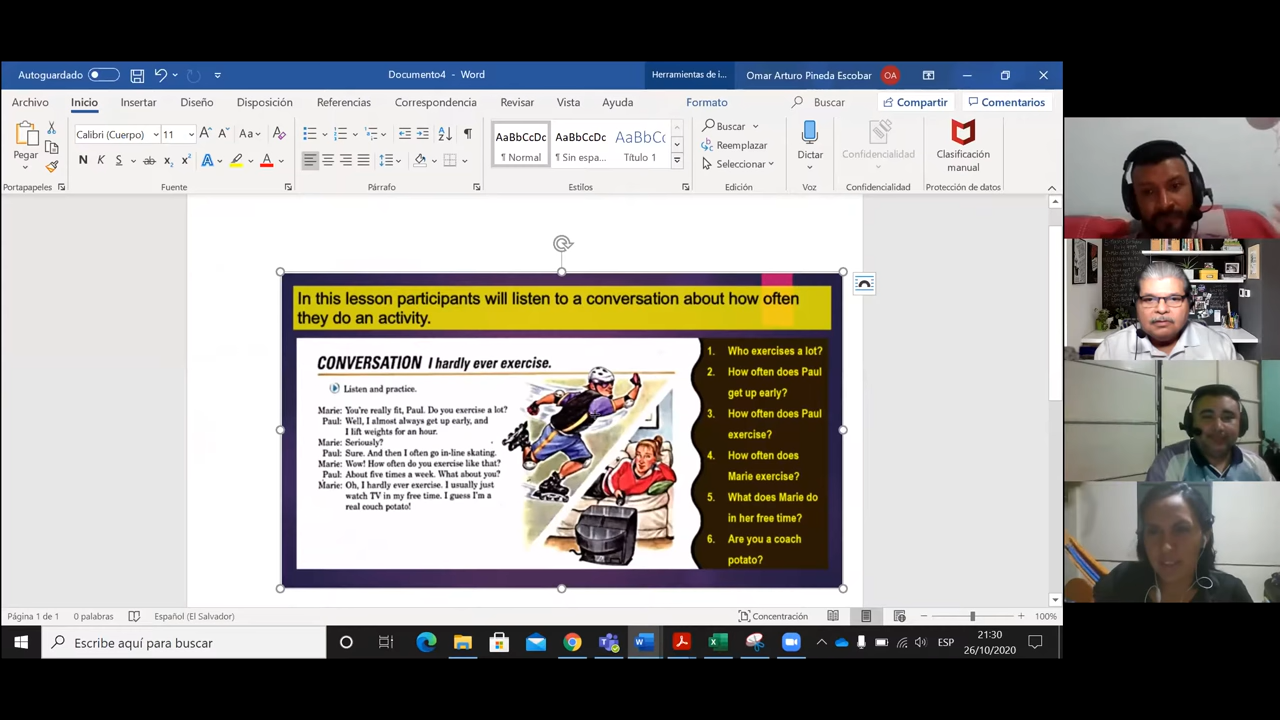 Autoguardado
Documento4 - Word
Herramientas de i...
Omar Arturo Pineda Escobar
OA
Archivo Inicio Insertar Diseño Disposición Referencias Correspondencia Revisar Vista Ayuda Formato Buscar Compartir Comentarios
Pegar
Calibri (Cuerpo) 11 A A Aa A
N K S ab x₂ x² A A
AaBbCcDc AaBbCcDc AaBbCc
¶ Normal ¶ Sin espa... Título 1
Buscar
Reemplazar
Seleccionar
Dictar
Confidencialidad
Clasificación
manual
Portapapeles Fuente Párrafo Estilos Edición Voz Confidencialidad Protección de datos
In this lesson participants will listen to a conversation about how often
they do an activity.
CONVERSATION I hardly ever exercise.
Listen and practice.
Marie: You're really fit, Paul. Do you exercise a lot?
Paul: Well, I almost always get up early, and
I lift weights for an hour.
Marie: Seriously?
Paul: Sure. And then I often go in-line skating.
Marie: Wow! How often do you exercise like that?
Paul: About five times a week. What about you?
Marie: Oh, I hardly ever exercise. I usually just
watch TV in my free time. I guess I'm a
real couch potato!
1. Who exercises a lot?
2. How often does Paul
get up early?
3. How often does Paul
exercise?
4. How often does
Marie exercise?
5. What does Marie do
in her free time?
6. Are you a coach
potato?
Página 1 de 1 0 palabras Español (El Salvador) Concentración 100%
Escribe aquí para buscar
ESP
21:30
26/10/2020